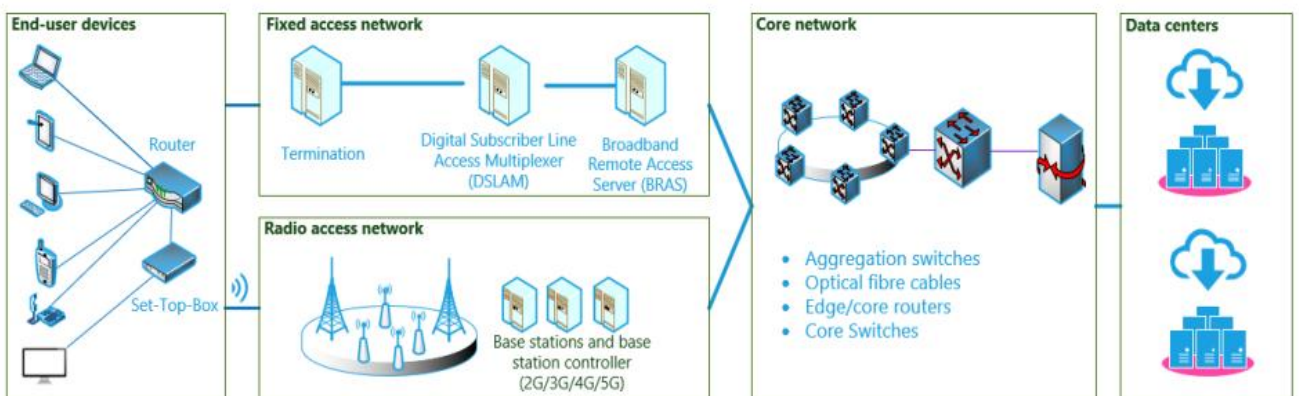 End-user devices
Router
Set-Top-Box
Fixed access network
Termination
Digital Subscriber Line
Access Multiplexer
(DSLAM)
Broadband
Remote Access
Server (BRAS)
Radio access network
Base stations and base
station controller
(2G/3G/4G/5G)
Core network
• Aggregation switches
• Optical fibre cables
• Edge/core routers
• Core Switches
Data centers